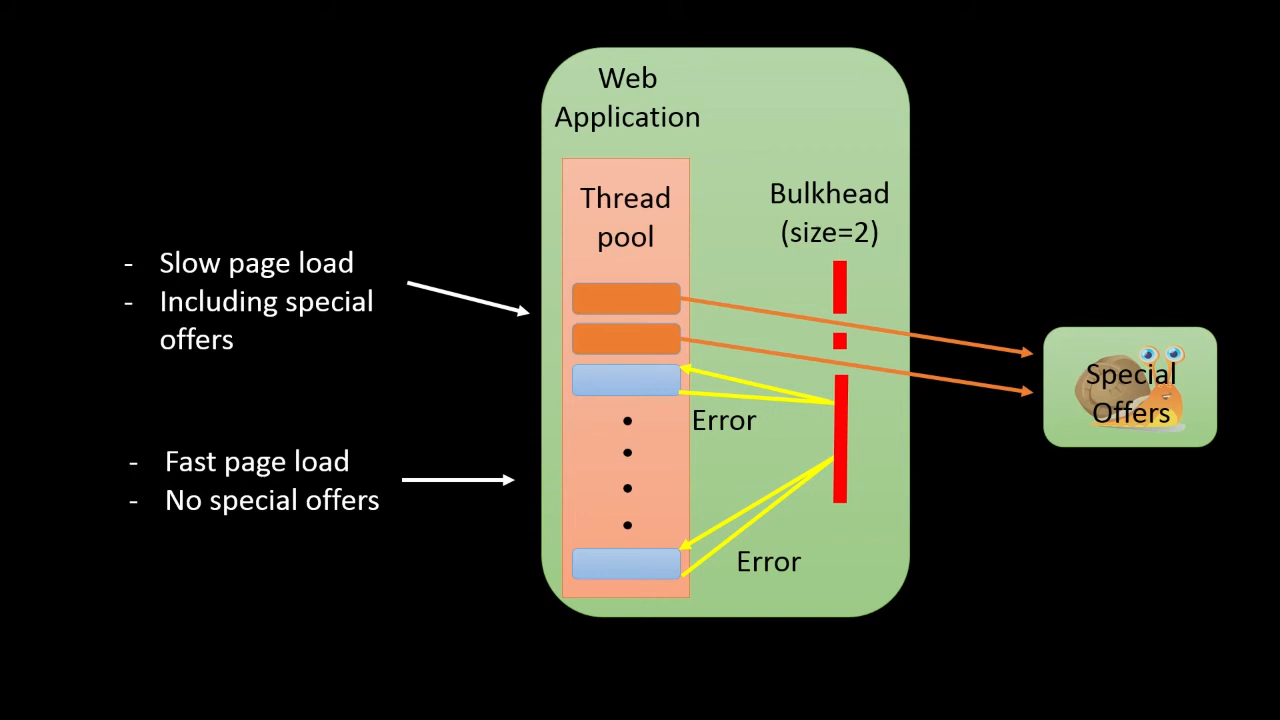 Web
Application
Thread
pool
Bulkhead
(size=2)
- Slow page load
- Including special
offers
Special
Offers
Error
- Fast page load
- No special offers
Error